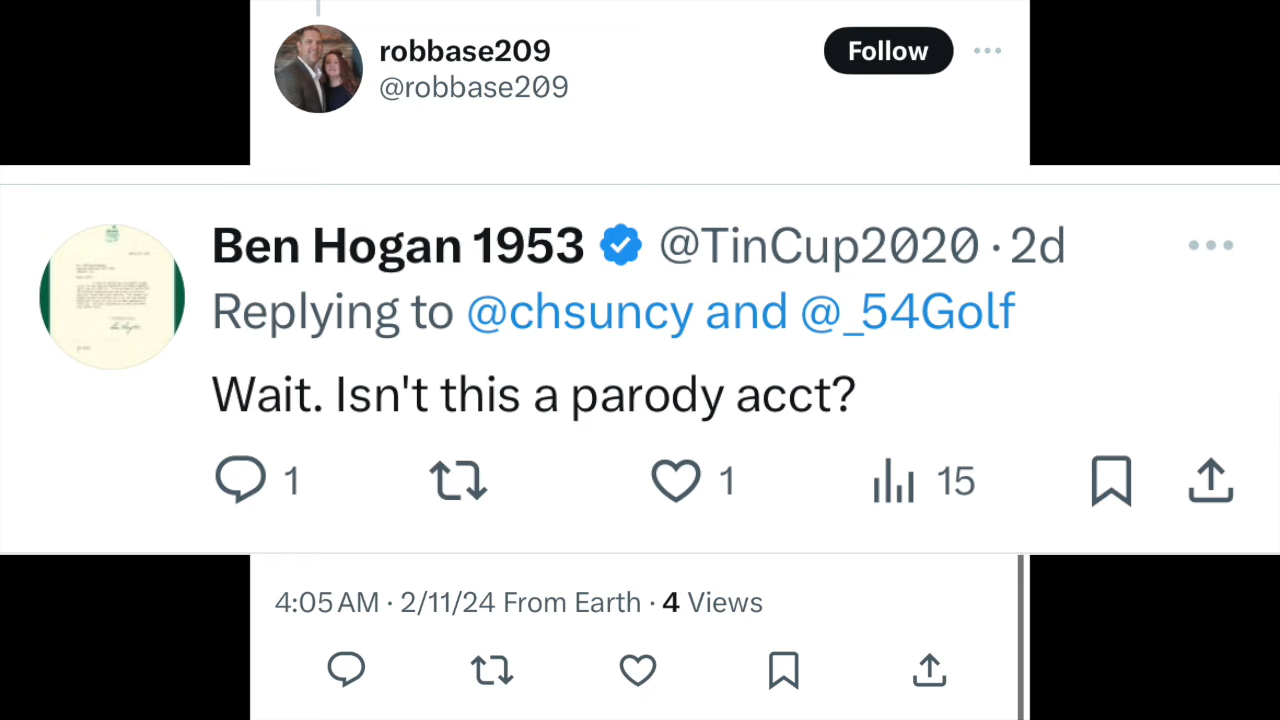 robbase209
@robbase209
Follow
Ben Hogan 1953 @TinCup2020 · 2d
Replying to @chsuncy and @_54Golf
Wait. Isn't this a parody acct?
1 1 15
4:05 AM · 2/11/24 From Earth · 4 Views